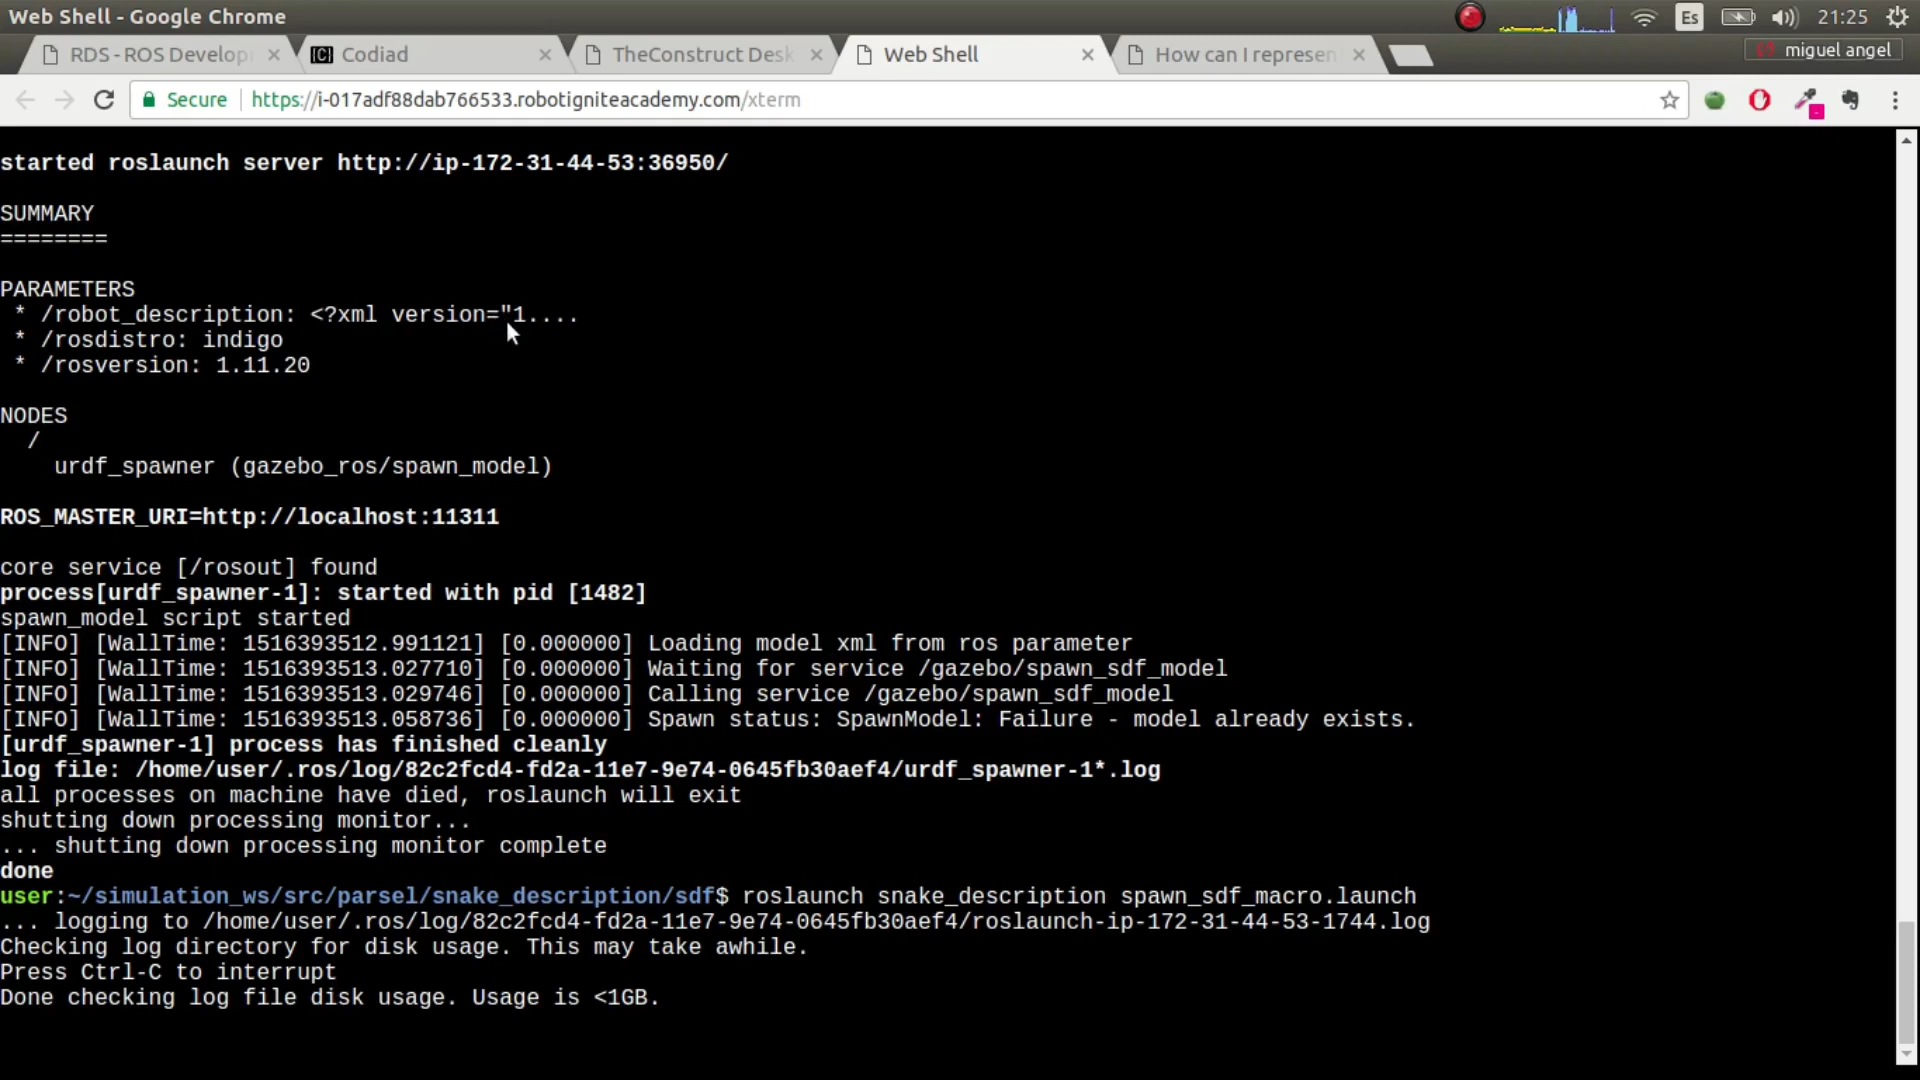 Web Shell - Google Chrome
Es
21:25
RDS - ROS Develop
Codiad
TheConstruct Desk
Web Shell
How can I represen
miguel angel
Secure
https://i-017adf88dab766533.robotigniteacademy.com/xterm
started roslaunch server http://ip-172-31-44-53:36950/
SUMMARY
========
PARAMETERS
* /robot_description: <?xml version="1....
* /rosdistro: indigo
* /rosversion: 1.11.20
NODES
/
urdf_spawner (gazebo_ros/spawn_model)
ROS_MASTER_URI=http://localhost:11311
core service [/rosout] found
process[urdf_spawner-1]: started with pid [1482]
spawn_model script started
[INFO] [WallTime: 1516393512.991121] [0.000000] Loading model xml from ros parameter
[INFO] [WallTime: 1516393513.027710] [0.000000] Waiting for service /gazebo/spawn_sdf_model
[INFO] [WallTime: 1516393513.029746] [0.000000] Calling service /gazebo/spawn_sdf_model
[INFO] [WallTime: 1516393513.058736] [0.000000] Spawn status: SpawnModel: Failure - model already exists.
[urdf_spawner-1] process has finished cleanly
log file: /home/user/.ros/log/82c2fcd4-fd2a-11e7-9e74-0645fb30aef4/urdf_spawner-1*.log
all processes on machine have died, roslaunch will exit
shutting down processing monitor...
... shutting down processing monitor complete
done
user:~/simulation_ws/src/parsel/snake_description/sdf$ roslaunch snake_description spawn_sdf_macro.launch
... logging to /home/user/.ros/log/82c2fcd4-fd2a-11e7-9e74-0645fb30aef4/roslaunch-ip-172-31-44-53-1744.log
Checking log directory for disk usage. This may take awhile.
Press Ctrl-C to interrupt
Done checking log file disk usage. Usage is <1GB.